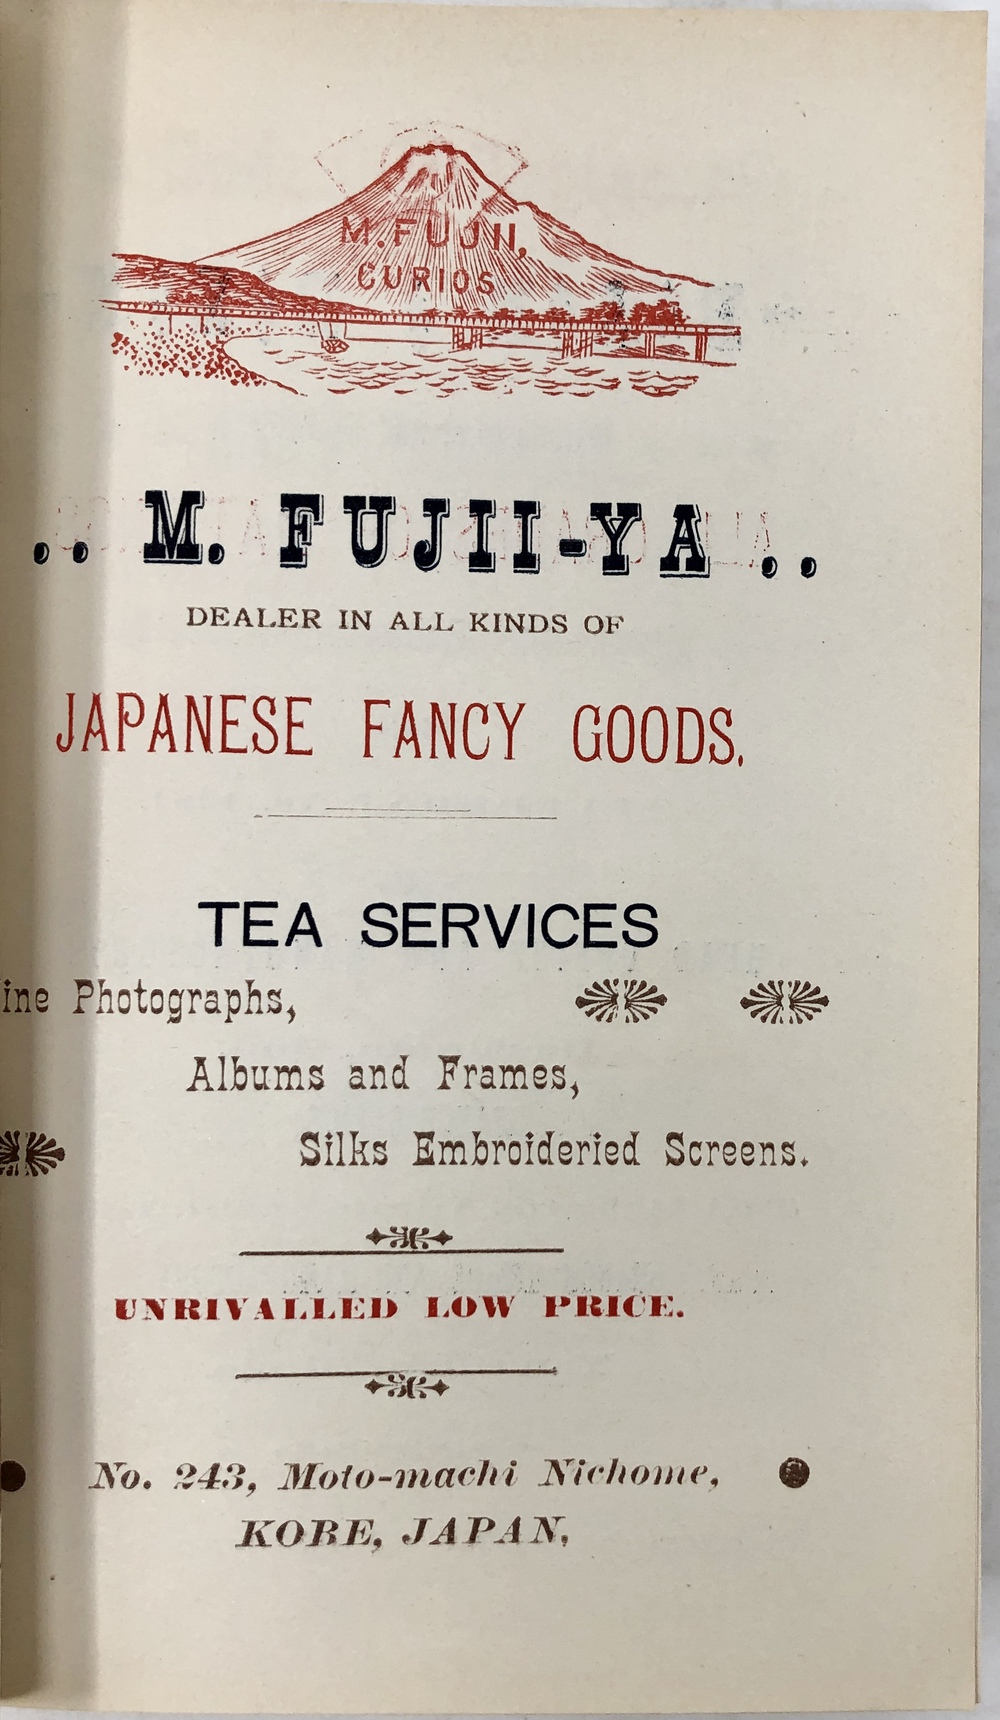 M. FUJII,
CURIOS
. . M. FUJII-YA . .
DEALER IN ALL KINDS OF
JAPANESE FANCY GOODS.
TEA SERVICES
ine Photographs,
Albums and Frames,
Silks Embroideried Screens.
UNRIVALLED LOW PRICE.
No. 243, Moto-machi Nichome,
KOBE, JAPAN,